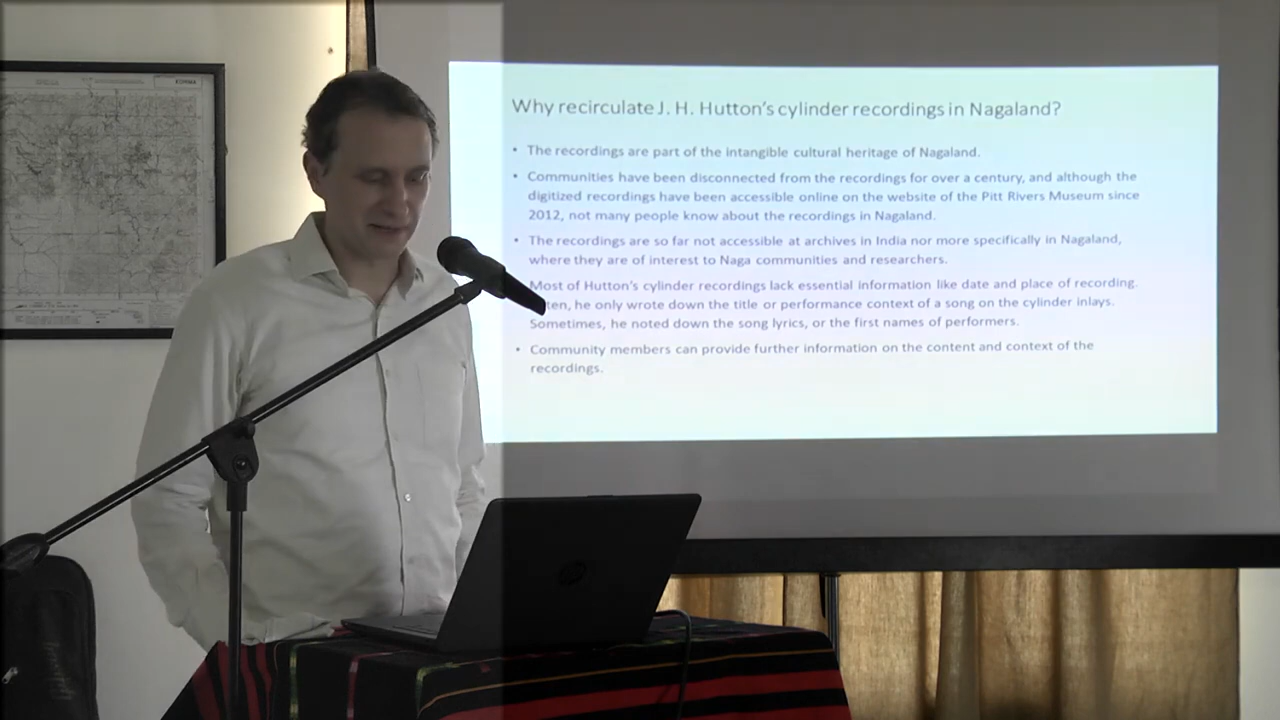 Why recirculate J. H. Hutton's cylinder recordings in Nagaland?
• The recordings are part of the intangible cultural heritage of Nagaland.
• Communities have been disconnected from the recordings for over a century, and although the
digitized recordings have been accessible online on the website of the Pitt Rivers Museum since
2012, not many people know about the recordings in Nagaland.
• The recordings are so far not accessible at archives in India nor more specifically in Nagaland,
where they are of interest to Naga communities and researchers.
Most of Hutton's cylinder recordings lack essential information like date and place of recording.
ten, he only wrote down the title or performance context of a song on the cylinder inlays.
Sometimes, he noted down the song lyrics, or the first names of performers.
• Community members can provide further information on the content and context of the
recordings.
hp